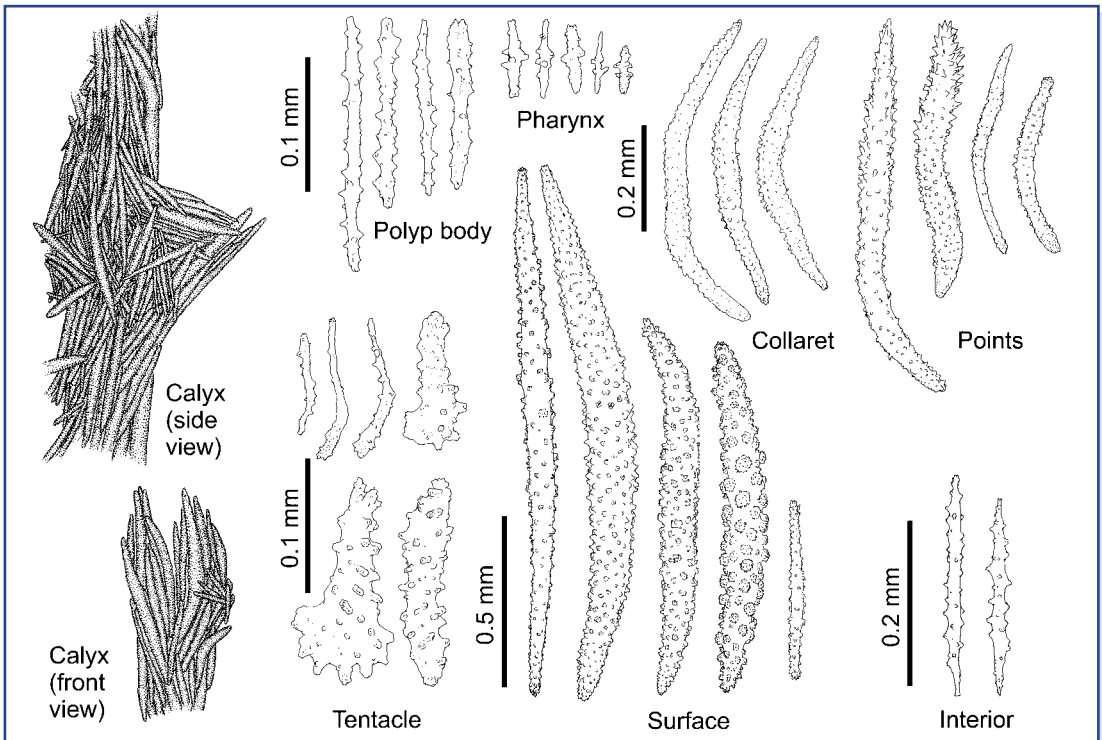 0.1 mm
Polyp body
Pharynx
0.2 mm
Collaret
Points
Calyx
(side
view)
0.1 mm
Tentacle
0.5 mm
Surface
0.2 mm
Interior
Calyx
(front
view)